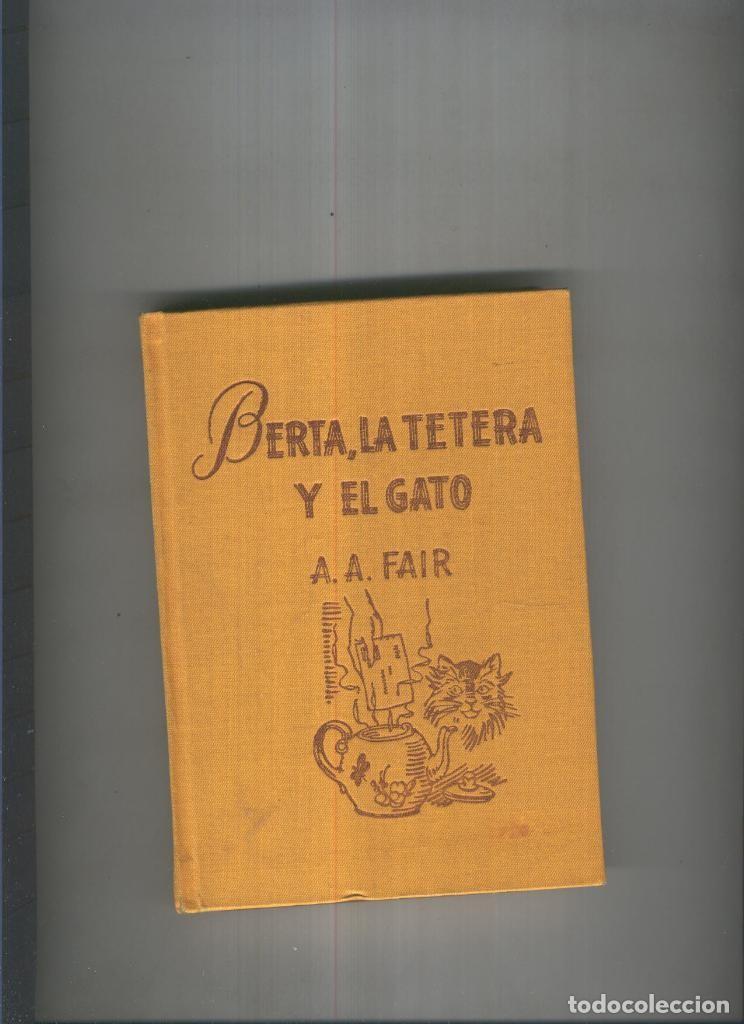 BERTA, LA TETERA
Y EL GATO
A. A. FAIR
todocoleccion